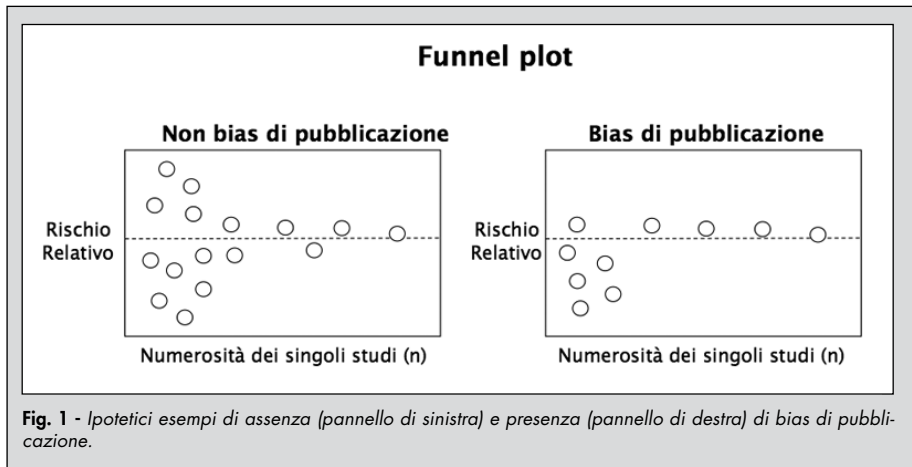 Funnel plot
Non bias di pubblicazione
Rischio
Relativo
Numerosità dei singoli studi (n)
Bias di pubblicazione
Rischio
Relativo
Numerosità dei singoli studi (n)
Fig. 1 - Ipotetici esempi di assenza (pannello di sinistra) e presenza (pannello di destra) di bias di pubbli-
cazione.